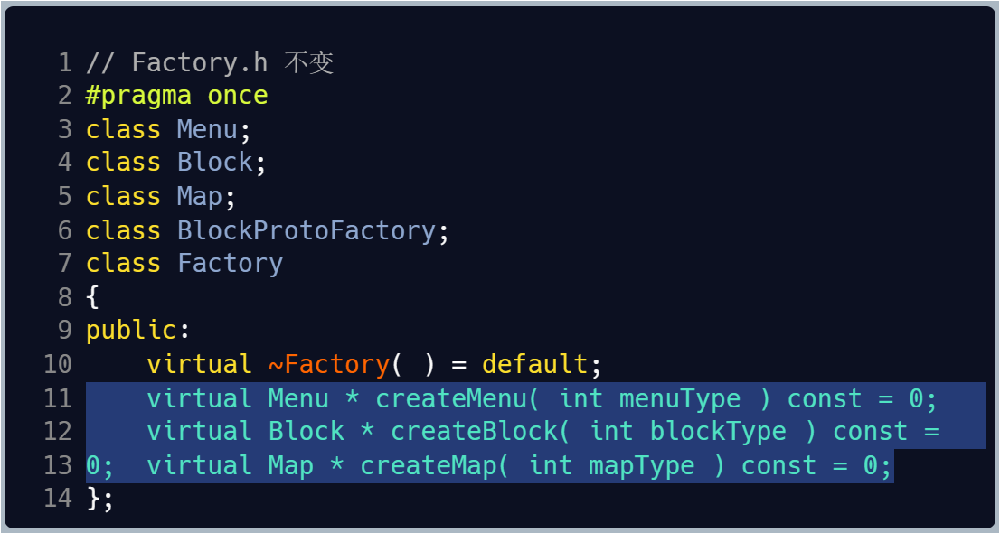 1 // Factory.h 不变
2 #pragma once
3 class Menu;
4 class Block;
5 class Map;
6 class BlockProtoFactory;
7 class Factory
8 {
9 public:
10     virtual ~Factory( ) = default;
11     virtual Menu * createMenu( int menuType ) const = 0;
12     virtual Block * createBlock( int blockType ) const =
13 0;  virtual Map * createMap( int mapType ) const = 0;
14 };